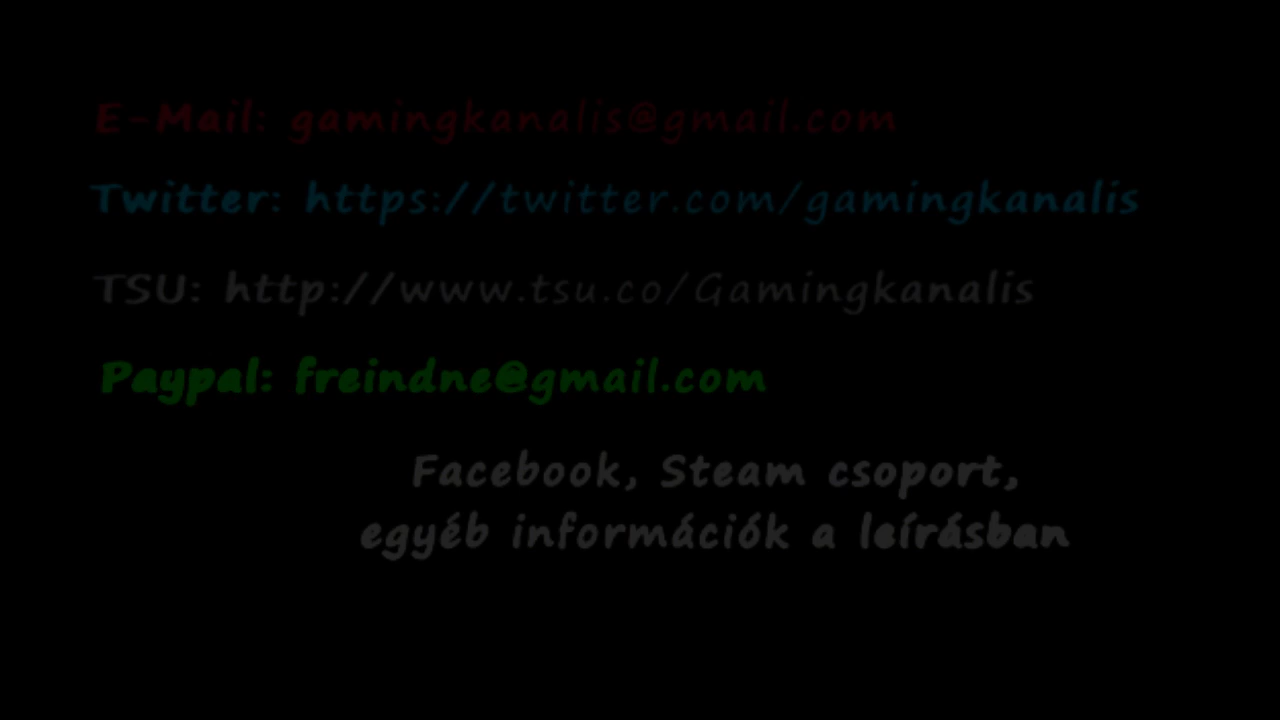 E-Mail: gamingkanalis@gmail.com
Twitter: https://twitter.com/gamingkanalis
TSU: http://www.tsu.co/Gamingkanalis
Paypal: freindne@gmail.com
Facebook, Steam csoport,
egyéb információk a leírásban